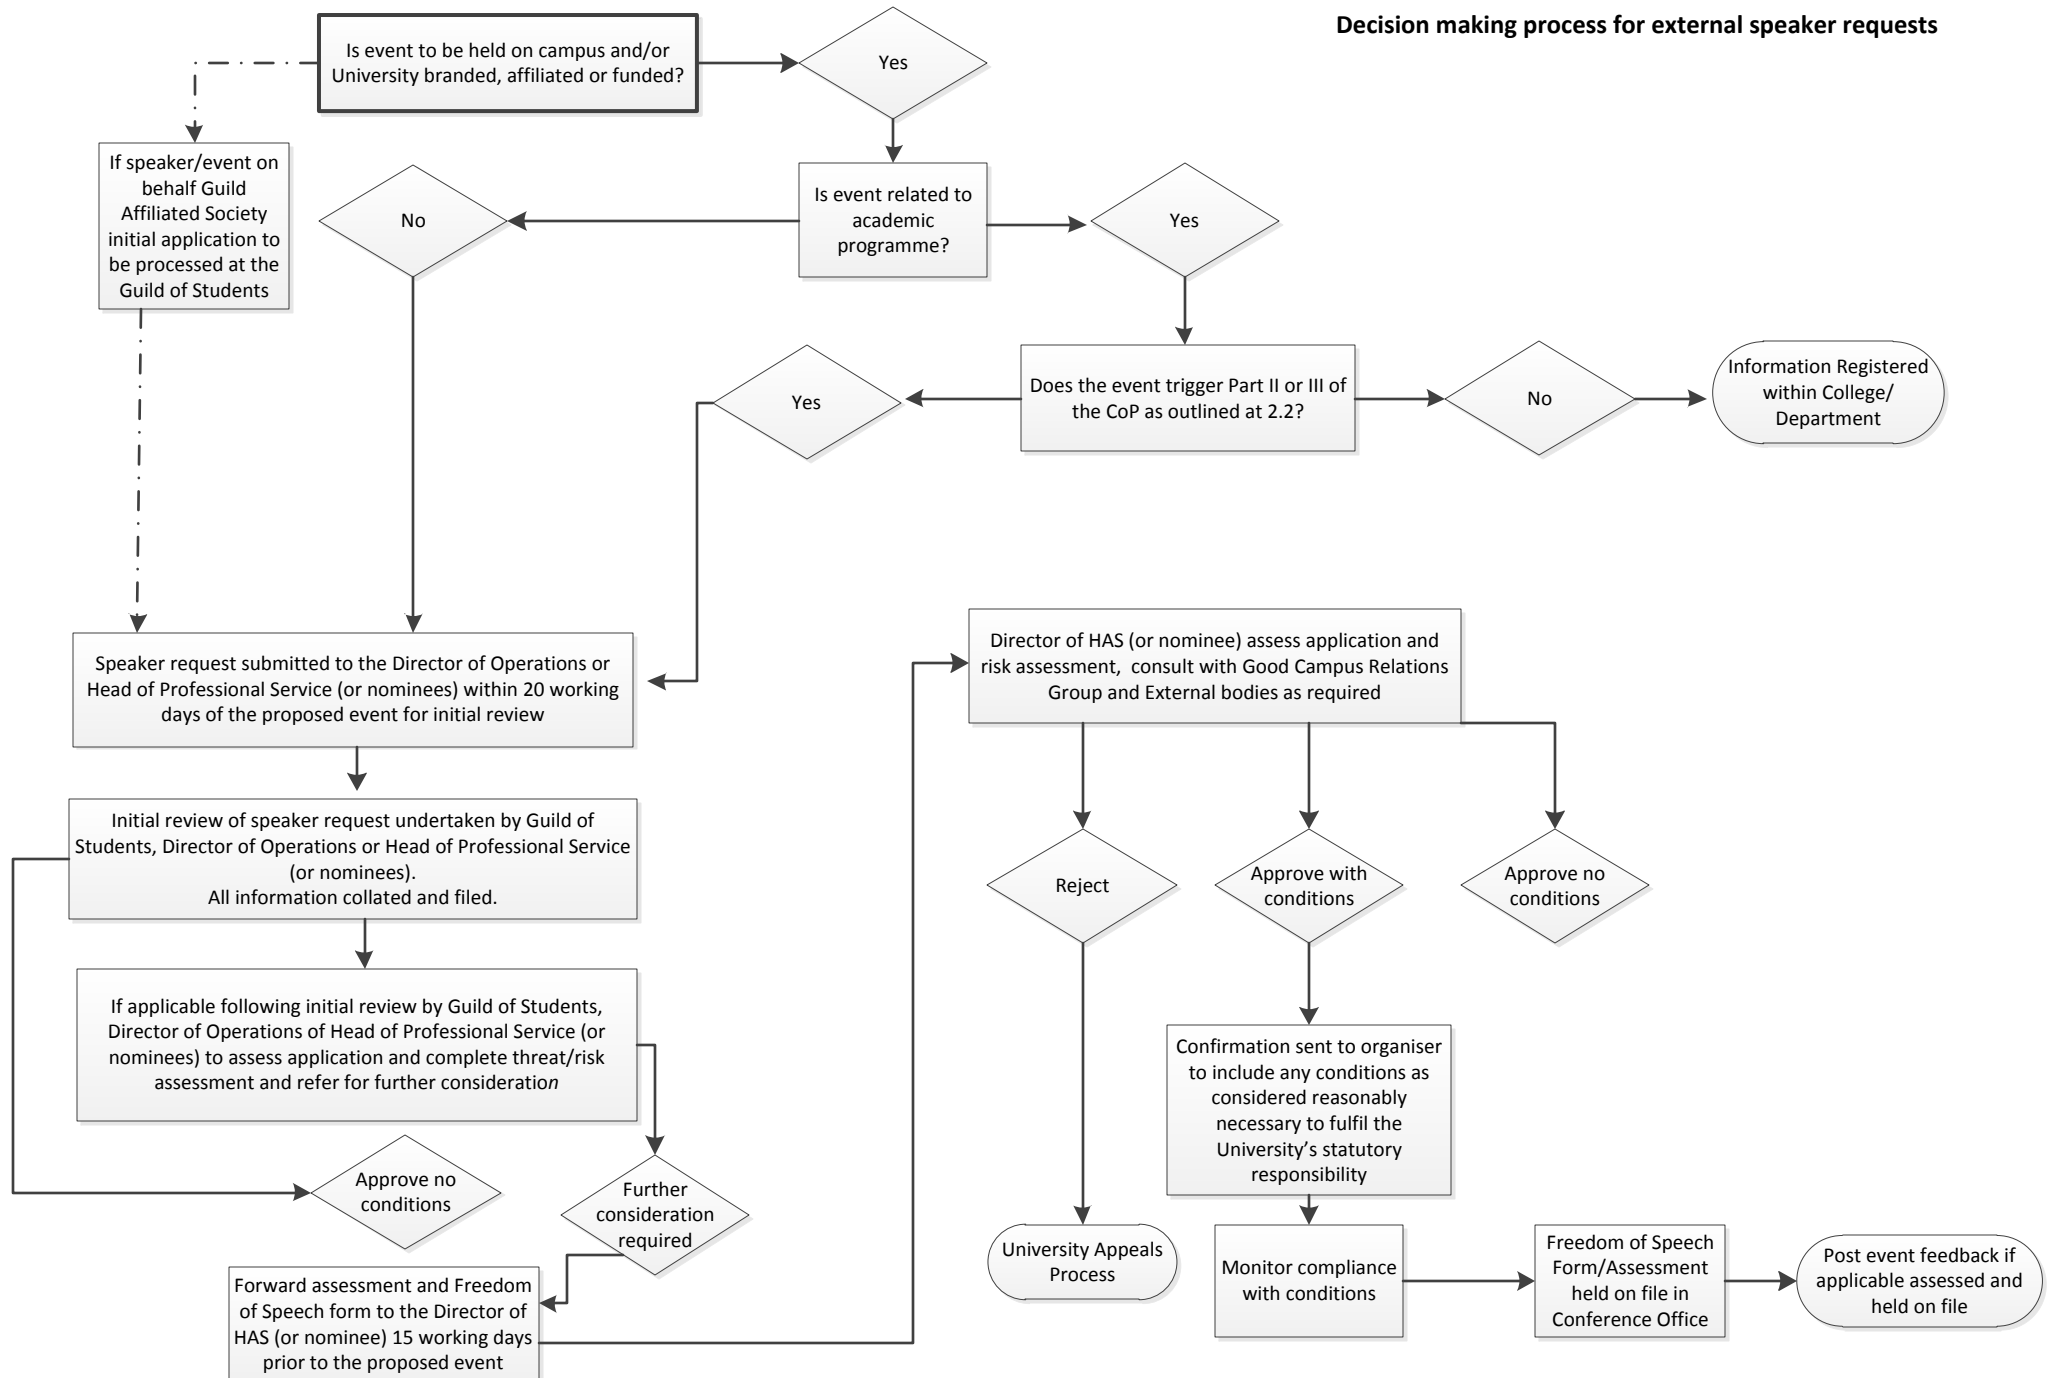 Decision making process for external speaker requests
Is event to be held on campus and/or
University branded, affiliated or funded?
Yes
If speaker/event on
behalf Guild
Affiliated Society
initial application to
be processed at the
Guild of Students
No
Is event related to
academic
programme?
Yes
Yes
Does the event trigger Part II or III of
the CoP as outlined at 2.2?
No
Information Registered
within College/
Department
Speaker request submitted to the Director of Operations or
Head of Professional Service (or nominees) within 20 working
days of the proposed event for initial review
Director of HAS (or nominee) assess application and
risk assessment,  consult with Good Campus Relations
Group and External bodies as required
Initial review of speaker request undertaken by Guild of
Students, Director of Operations or Head of Professional Service
(or nominees).
All information collated and filed.
Reject
Approve with
conditions
Approve no
conditions
If applicable following initial review by Guild of Students,
Director of Operations of Head of Professional Service (or
nominees) to assess application and complete threat/risk
assessment and refer for further consideration
Confirmation sent to organiser
to include any conditions as
considered reasonably
necessary to fulfil the
University’s statutory
responsibility
Approve no
conditions
Further
consideration
required
Forward assessment and Freedom
of Speech form to the Director of
HAS (or nominee) 15 working days
prior to the proposed event
University Appeals
Process
Monitor compliance
with conditions
Freedom of Speech
Form/Assessment
held on file in
Conference Office
Post event feedback if
applicable assessed and
held on file